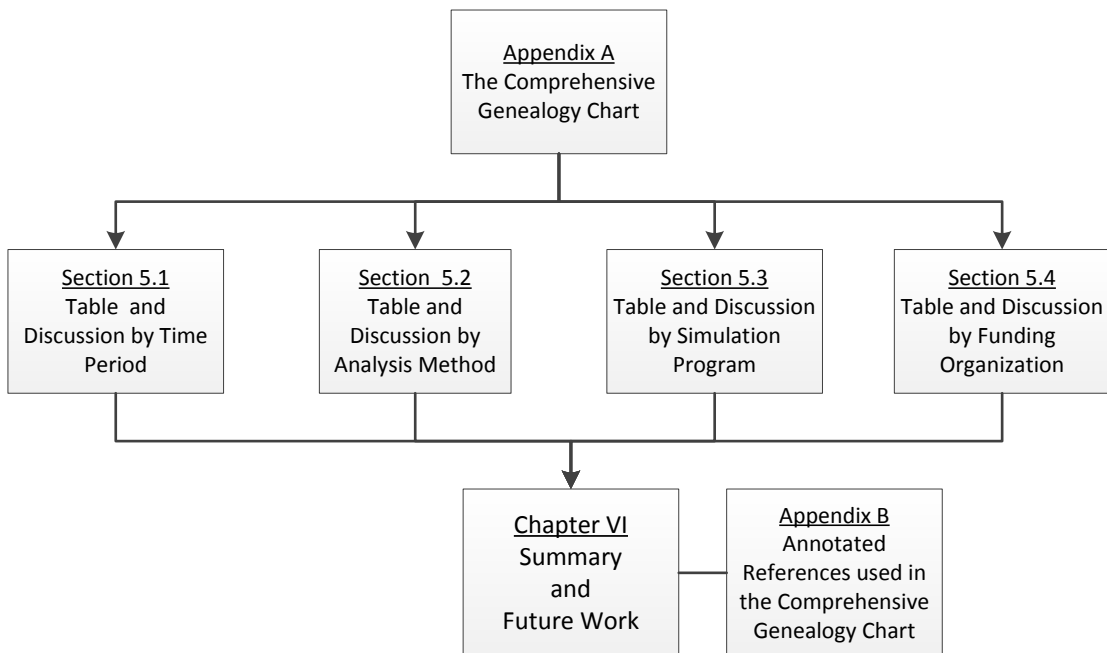 Appendix A
The Comprehensive
Genealogy Chart
Section 5.1
Table and
Discussion by Time
Period
Section 5.2
Table and
Discussion by
Analysis Method
Section 5.3
Table and Discussion
by Simulation
Program
Section 5.4
Table and Discussion
by Funding
Organization
Chapter VI
Summary
and
Future Work
Appendix B
Annotated
References used in
the Comprehensive
Genealogy Chart